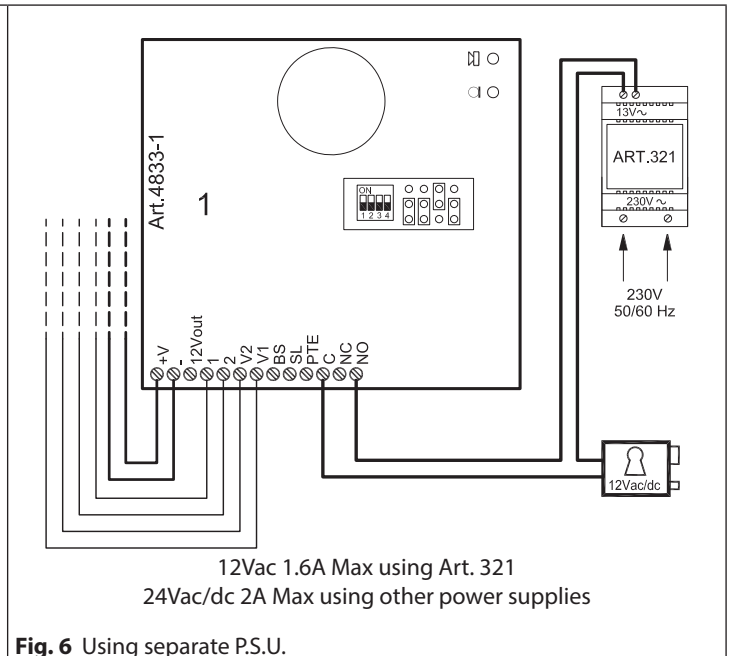 Art.4833-1
1
ON
1 2 3 4
+V
-
12Vout
1
2
V2
V1
BS
SL
PTE
C
NC
NO
13V~
ART.321
230V ~
230V
50/60 Hz
12Vac/dc
12Vac 1.6A Max using Art. 321
24Vac/dc 2A Max using other power supplies
Fig. 6 Using separate P.S.U.